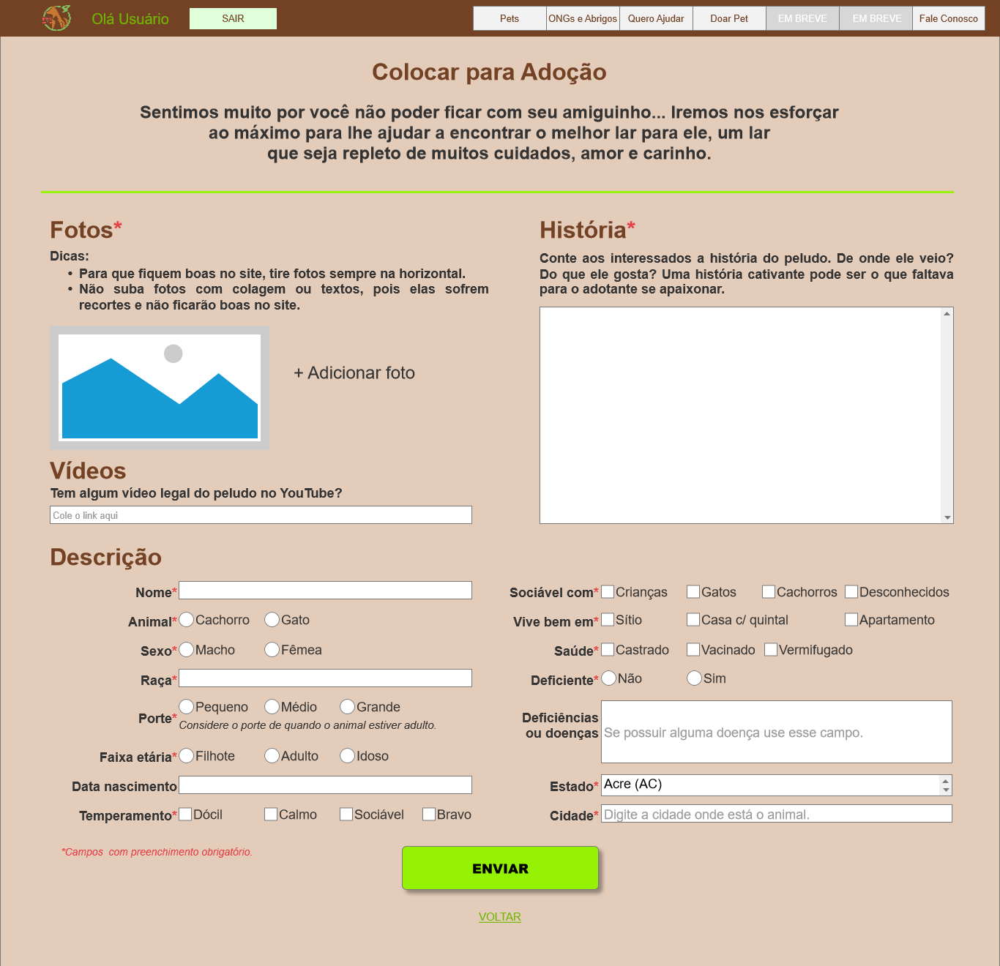 Olá Usuário
SAIR
Pets
ONGs e Abrigos
Quero Ajudar
Doar Pet
EM BREVE
EM BREVE
Fale Conosco
Colocar para Adoção
Sentimos muito por você não poder ficar com seu amiguinho... Iremos nos esforçar
ao máximo para lhe ajudar a encontrar o melhor lar para ele, um lar
que seja repleto de muitos cuidados, amor e carinho.
Fotos*
Dicas:
• Para que fiquem boas no site, tire fotos sempre na horizontal.
• Não suba fotos com colagem ou textos, pois elas sofrem
recortes e não ficarão boas no site.
+ Adicionar foto
Vídeos
Tem algum vídeo legal do peludo no YouTube?
Cole o link aqui
História*
Conte aos interessados a história do peludo. De onde ele veio?
Do que ele gosta? Uma história cativante pode ser o que faltava
para o adotante se apaixonar.
Descrição
Nome*
Animal* Cachorro Gato
Sexo* Macho Fêmea
Raça*
Porte* Pequeno Médio Grande
Considere o porte de quando o animal estiver adulto.
Faixa etária* Filhote Adulto Idoso
Data nascimento
Temperamento* Dócil Calmo Sociável Bravo
Sociável com* Crianças Gatos Cachorros Desconhecidos
Vive bem em* Sítio Casa c/ quintal Apartamento
Saúde* Castrado Vacinado Vermifugado
Deficiente* Não Sim
Deficiências
ou doenças
Se possuir alguma doença use esse campo.
Estado* Acre (AC)
Cidade* Digite a cidade onde está o animal.
*Campos  com preenchimento obrigatório.
ENVIAR
VOLTAR